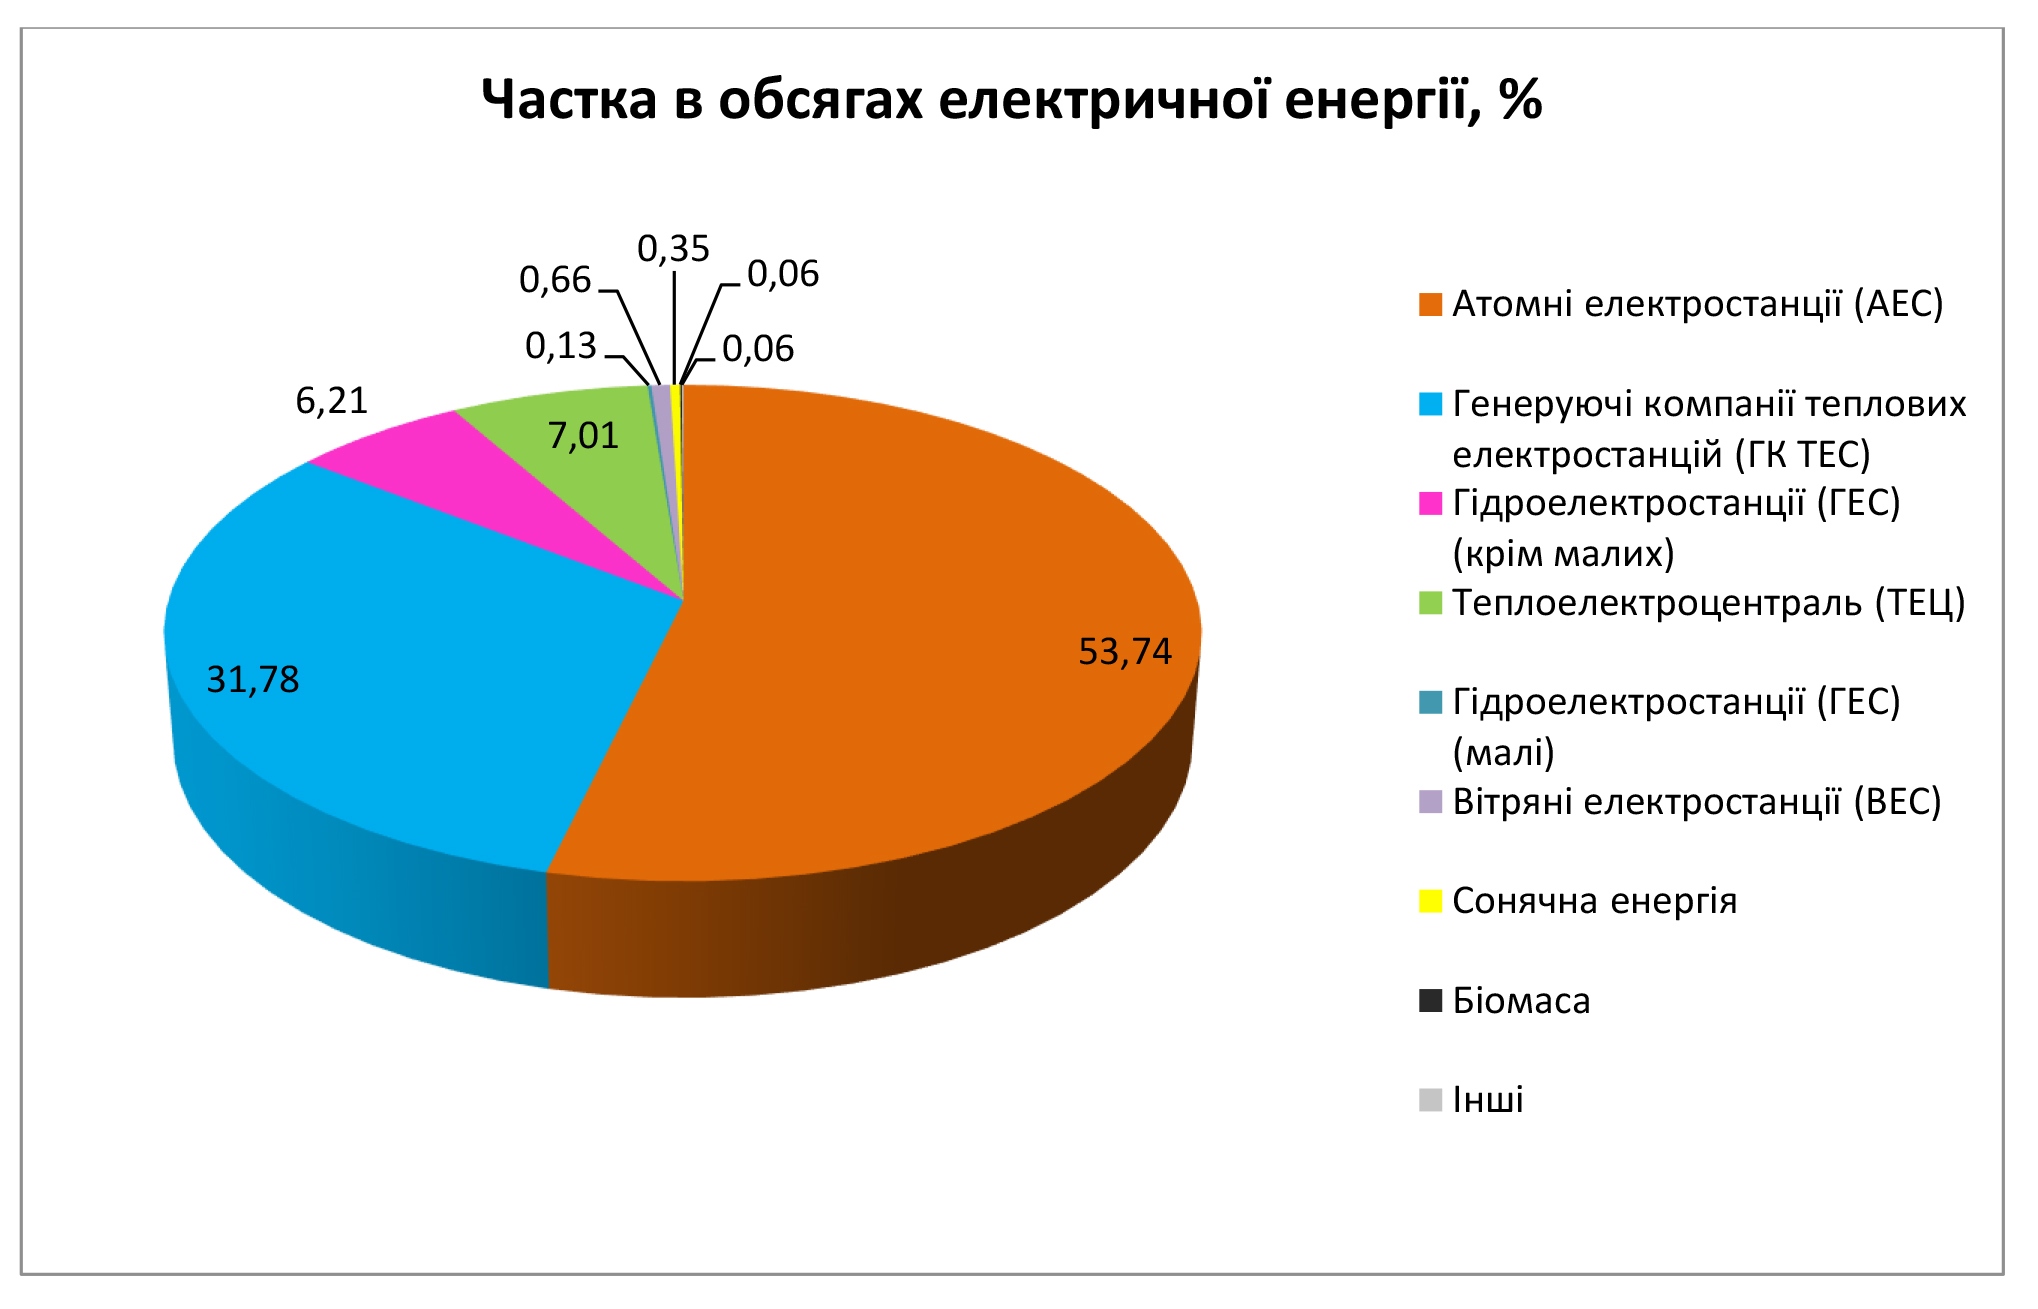 Частка в обсягах електричної енергії, %
0,35
0,66
0,06
0,13
0,06
6,21
7,01
53,74
31,78
Атомні електростанції (АЕС)
Генеруючі компанії теплових
електростанцій (ГК ТЕС)
Гідроелектростанції (ГЕС)
(крім малих)
Теплоелектроцентраль (ТЕЦ)
Гідроелектростанції (ГЕС)
(малі)
Вітряні електростанції (ВЕС)
Сонячна енергія
Біомаса
Інші